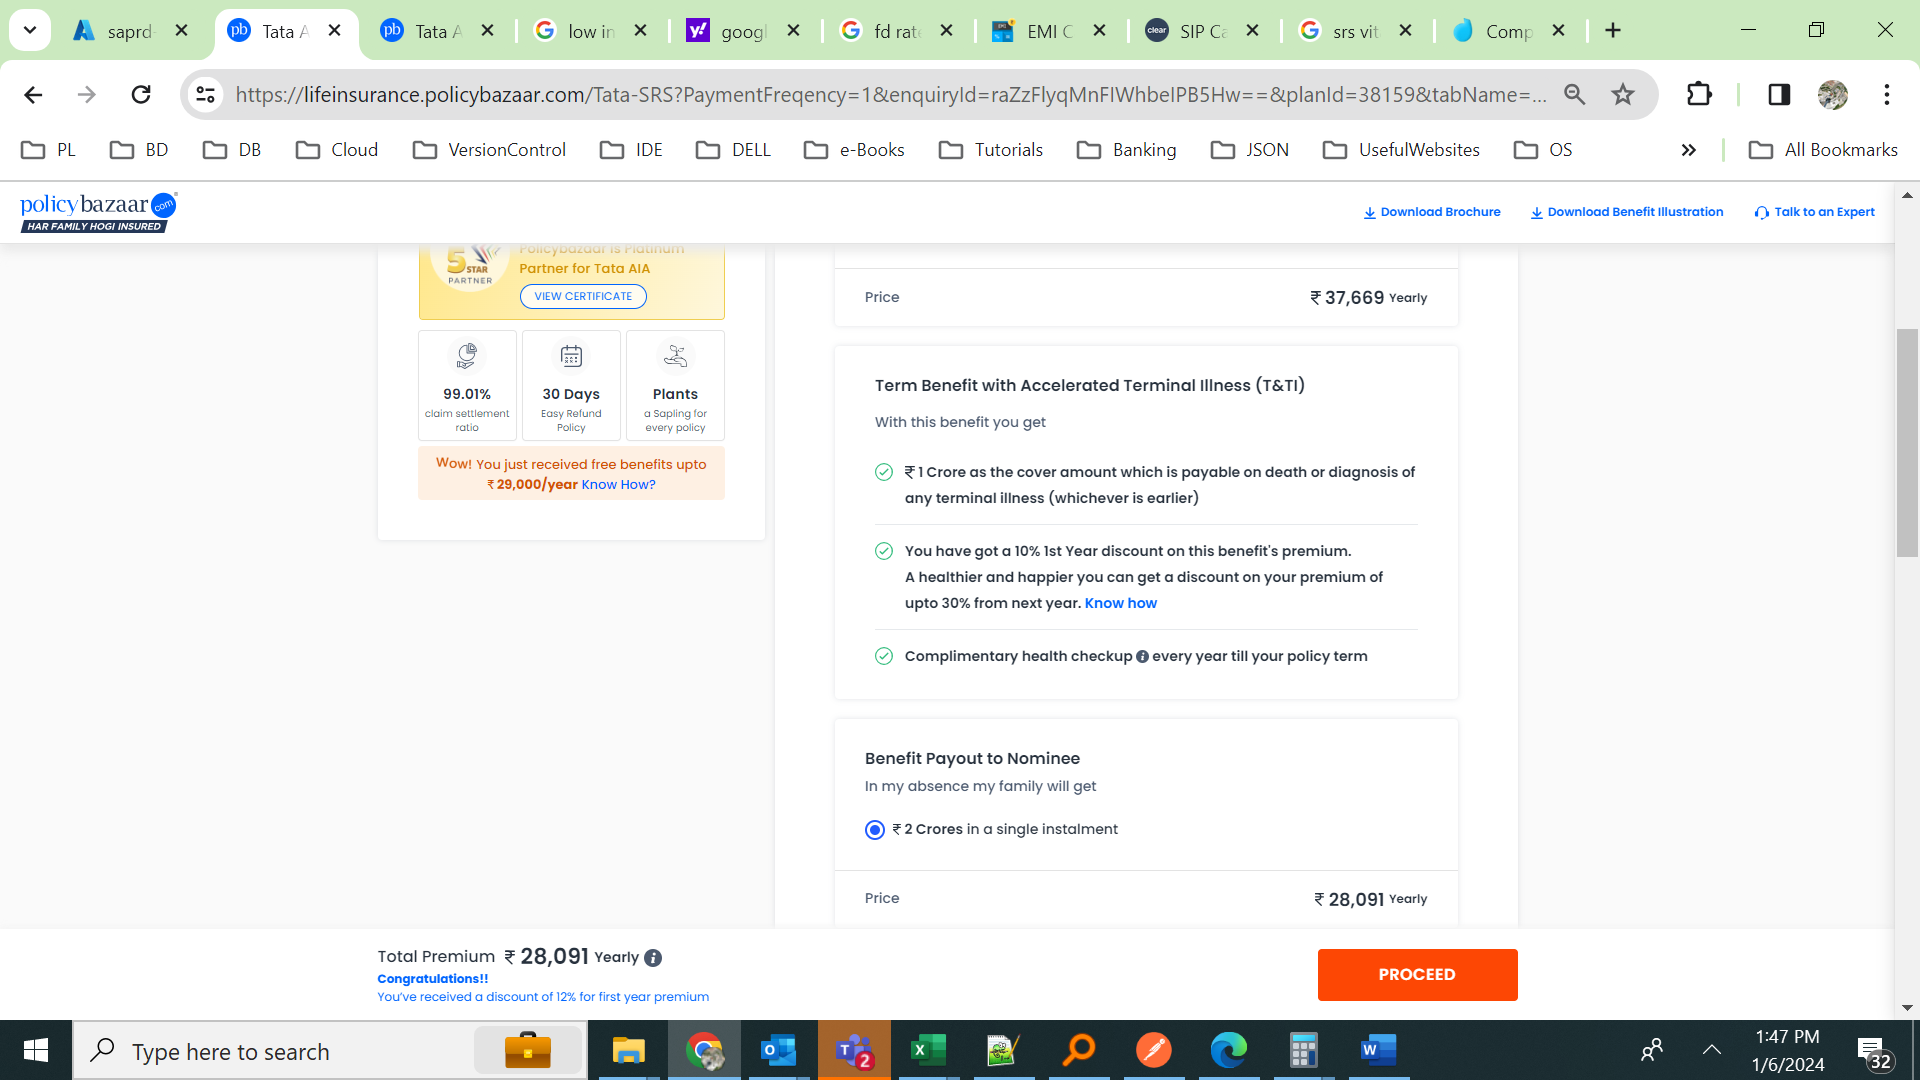 saprd-
Tata A
Tata A
low in
googl
fd rate
EMI C
SIP Ca
srs vit
Comp
https://lifeinsurance.policybazaar.com/Tata-SRS?PaymentFreqency=1&enquiryId=raZzFlyqMnFIWhbeIPB5Hw==&planId=38159&tabName=...
PL
BD
DB
Cloud
VersionControl
IDE
DELL
e-Books
Tutorials
Banking
JSON
UsefulWebsites
OS
»
All Bookmarks
policybazaar.com
HAR FAMILY HOGI INSURED
Download Brochure
Download Benefit Illustration
Talk to an Expert
5 STAR
PARTNER
Policybazaar is Platinum
Partner for Tata AIA
VIEW CERTIFICATE
99.01%
claim settlement
ratio
30 Days
Easy Refund
Policy
Plants
a Sapling for
every policy
Wow! You just received free benefits upto
₹ 29,000/year Know How?
Price
₹ 37,669 Yearly
Term Benefit with Accelerated Terminal Illness (T&TI)
With this benefit you get
₹ 1 Crore as the cover amount which is payable on death or diagnosis of
any terminal illness (whichever is earlier)
You have got a 10% 1st Year discount on this benefit's premium.
A healthier and happier you can get a discount on your premium of
upto 30% from next year. Know how
Complimentary health checkup i every year till your policy term
Benefit Payout to Nominee
In my absence my family will get
₹ 2 Crores in a single instalment
Price
₹ 28,091 Yearly
Total Premium ₹ 28,091 Yearly i
Congratulations!!
You've received a discount of 12% for first year premium
PROCEED
Type here to search
2
1:47 PM
1/6/2024
32